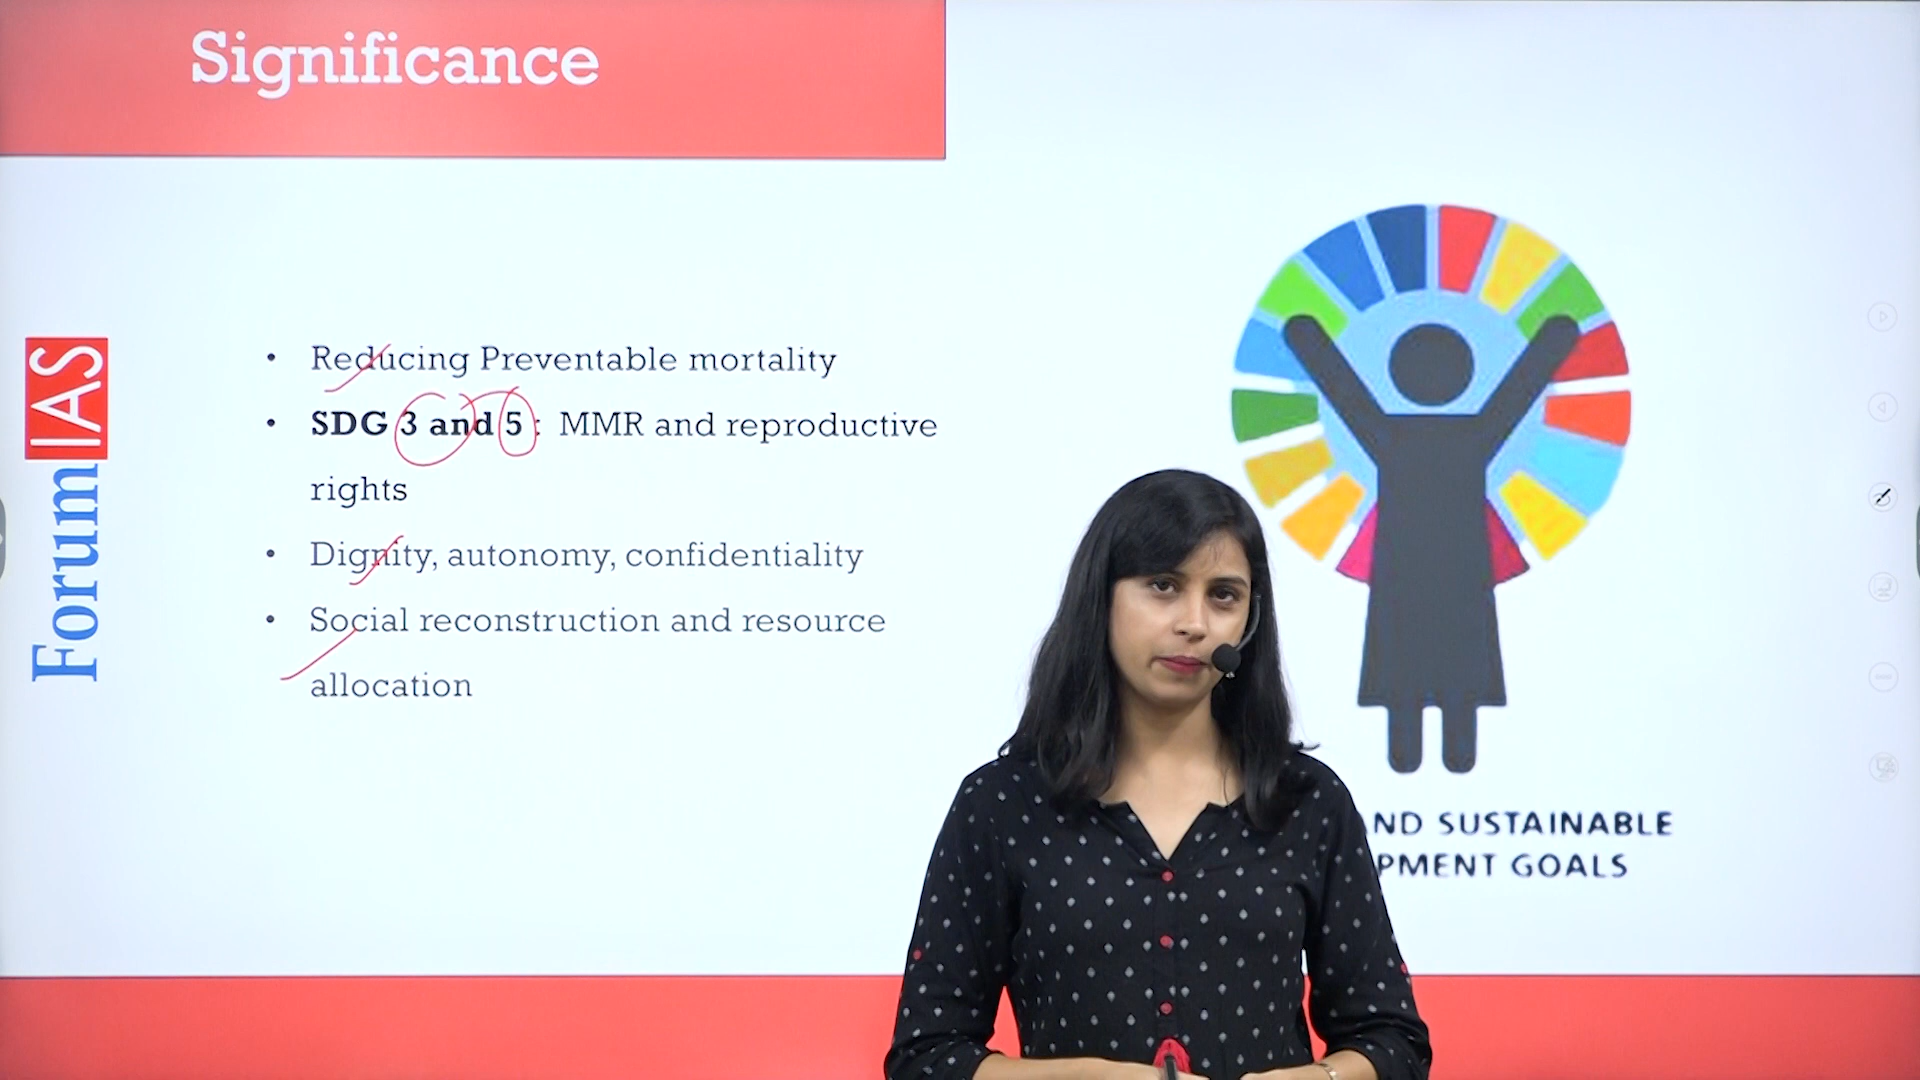 Significance
Forum IAS
• Reducing Preventable mortality
• SDG 3 and 5 : MMR and reproductive
rights
• Dignity, autonomy, confidentiality
• Social reconstruction and resource
allocation
ND SUSTAINABLE
PMENT GOALS